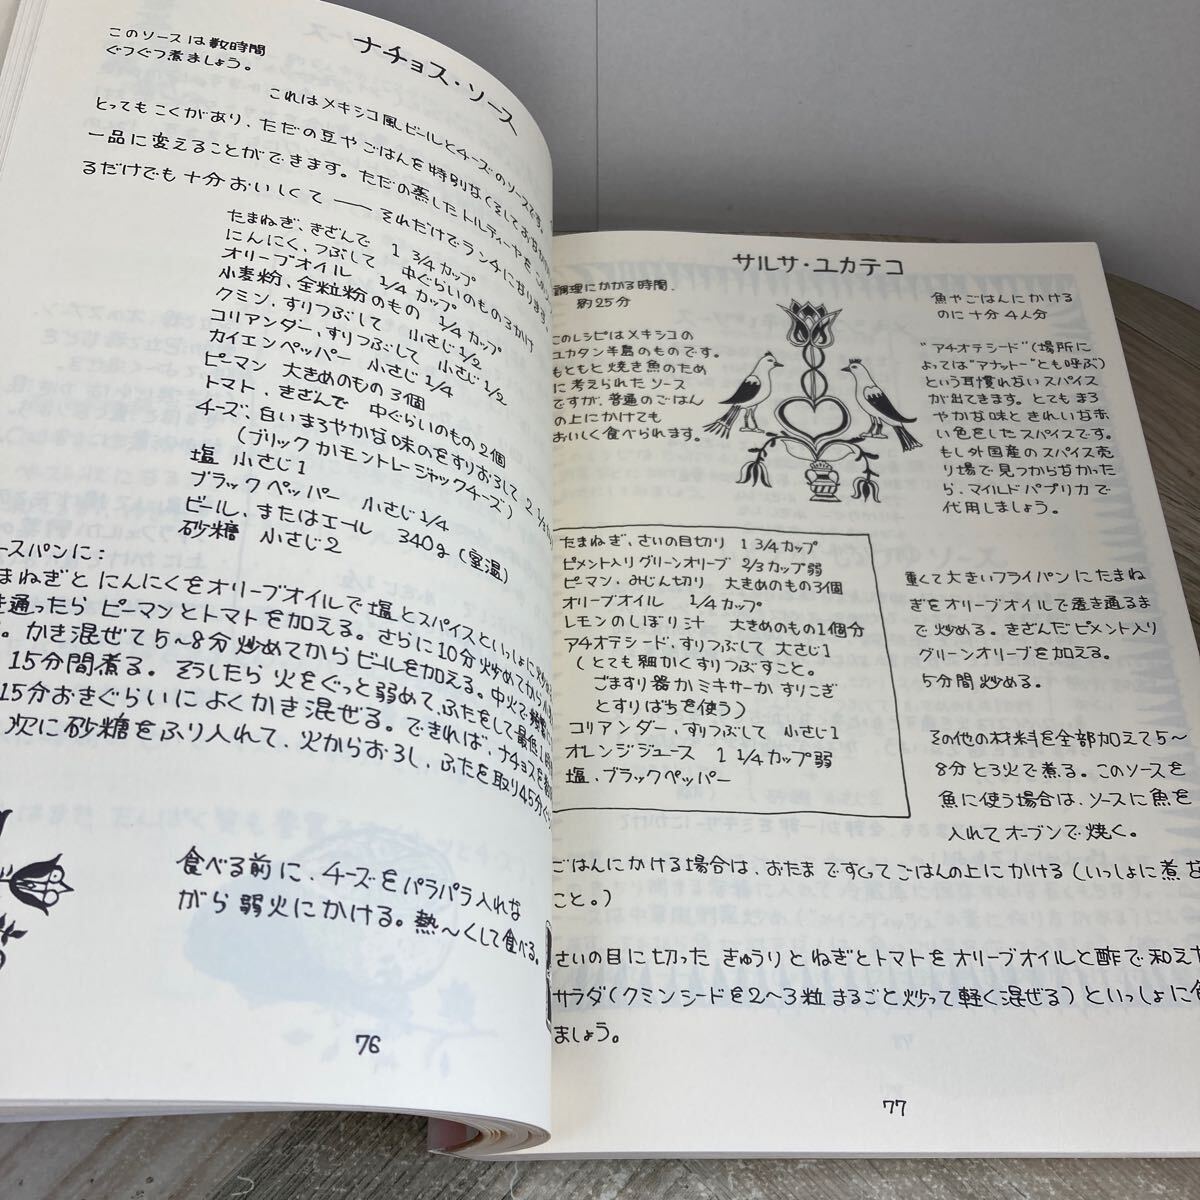 ナチョス・ソース
このソースは数時間
ぐつぐつ煮ましょう。
これはメキシコ風ビールとチーズのソースです。
とってもこくがあり、ただの豆やごはんを特別な(そして
一品に変えることができます。ただの蒸したトルティーヤを
るだけでも十分おいしくて——それだけでランチになります。
たまねぎ、きざんで 1 3/4カップ
にんにく、つぶして 中ぐらいのもの3かけ
オリーブオイル 1/4カップ
小麦粉、全粒粉のもの 1/4カップ
クミン、すりつぶして 小さじ1/2
コリアンダー、すりつぶして 小さじ1/2
カイエンペッパー 小さじ1/4
ピーマン 大きめのもの3個
トマト、きざんで 中ぐらいのもの2個
チーズ、白いまろやかな味のをすりおろして 2
(ブリックかモントレージャックチーズ)
塩 小さじ1
ブラックペッパー 小さじ1/4
ビール、またはエール 340g(室温)
砂糖 小さじ2
ースパンに:
まねぎとにんにくをオリーブオイルで塩とスパイスといっしょに
き通ったらピーマンとトマトを加える。さらに10分炒めてから
。かき混ぜて5〜8分炒めてからビールを加える。中火で
15分間煮る。そうしたら火をぐっと弱めて、ふたをして最低
15分おきぐらいによくかき混ぜる。できれば、ナチョスを
次に砂糖をふり入れて、火からおろし、ふたを取り45分
食べる前に、チーズをパラパラ入れな
がら弱火にかける。熱〜くして食べる。
76
サルサ・ユカテコ
調理にかかる時間、
約25分
魚やごはんにかける
のに十分 4人分
このレシピはメキシコの
ユカタン半島のものです。
もともと焼き魚のため
に考えられたソース
ですが、普通のごはん
の上にかけても
おいしく食べられます。
"アチオテシード"(場所に
よっては"アナットー"とも呼ぶ)
という耳慣れないスパイス
が出てきます。とてもまろ
やかな味ときれいな赤
い色をしたスパイスです。
もし外国産のスパイス売
り場で見つからなかった
ら、マイルドパプリカで
代用しましょう。
たまねぎ、さいの目切り 1 3/4カップ
ピメント入りグリーンオリーブ 2/3カップ弱
ピーマン、みじん切り 大きめのもの3個
オリーブオイル 1/4カップ
レモンのしぼり汁 大きめのもの1個分
アチオテシード、すりつぶして 大さじ1
(とても細かくすりつぶすこと。
ごますり器かミキサーかすりこぎ
とすりばちを使う)
コリアンダー、すりつぶして 小さじ1
オレンジジュース 1 1/4カップ弱
塩、ブラックペッパー
重くて大きいフライパンにたまね
ぎをオリーブオイルで透き通るま
で炒める。きざんだピメント入り
グリーンオリーブを加える。
5分間炒める。
その他の材料を全部加えて5〜
8分とろ火で煮る。このソースを
魚に使う場合は、ソースに魚を
入れてオーブンで焼く。
ごはんにかける場合は、おたまですくってごはんの上にかける(いっしょに煮
こと。)
さいの目に切ったきゅうりとねぎとトマトをオリーブオイルと酢で和え
サラダ(クミンシードを2〜3粒まるごと炒って軽く混ぜる)といっしょに
ましょう。
77